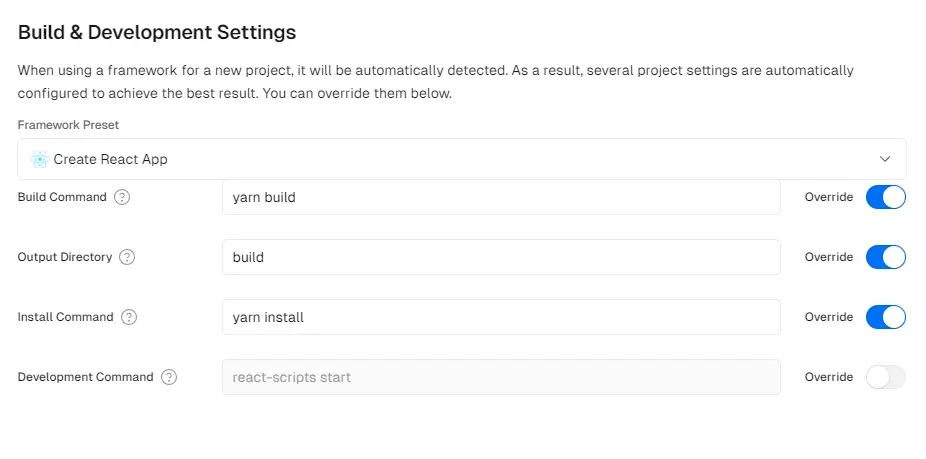 Build & Development Settings
When using a framework for a new project, it will be automatically detected. As a result, several project settings are automatically
configured to achieve the best result. You can override them below.
Framework Preset
Create React App
Build Command ? yarn build Override
Output Directory ? build Override
Install Command ? yarn install Override
Development Command ? react-scripts start Override